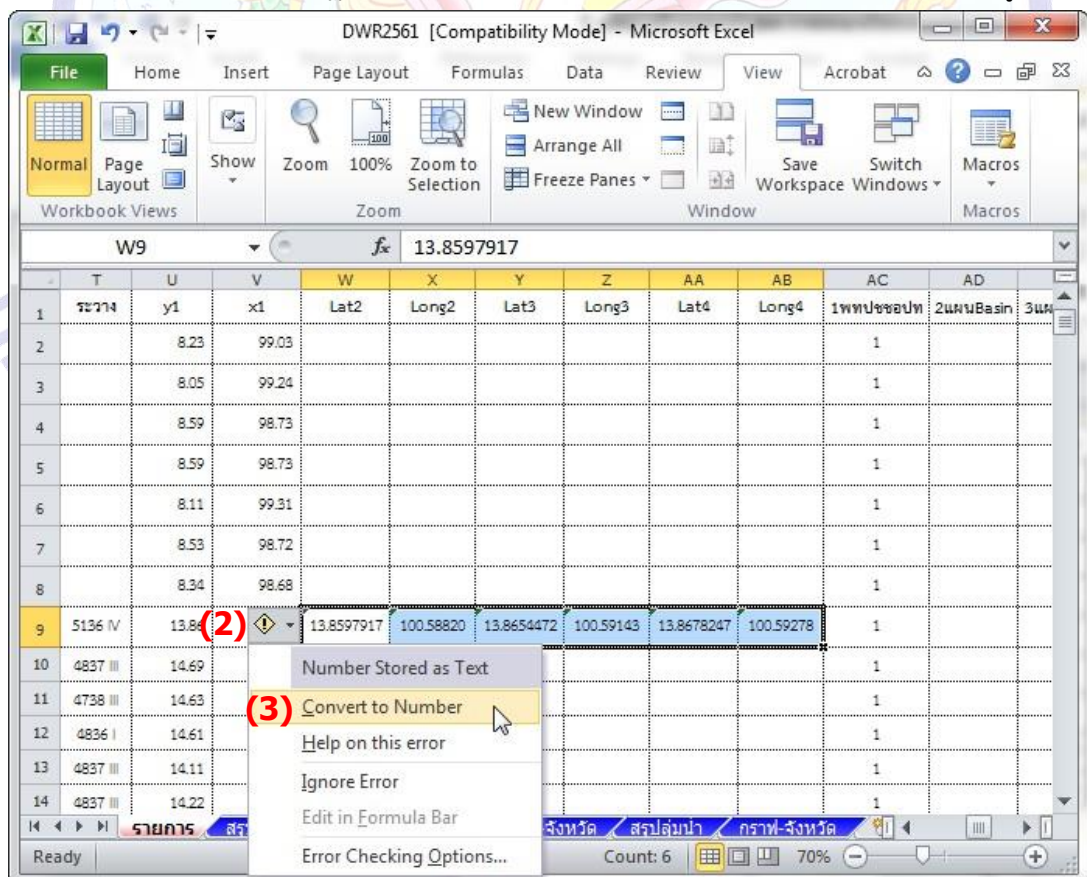 DWR2561 [Compatibility Mode] - Microsoft Excel
File Home Insert Page Layout Formulas Data Review View Acrobat
Normal Page Layout Show Zoom 100% Zoom to Selection New Window Arrange All Freeze Panes Save Workspace Switch Windows Macros
Workbook Views Zoom Window Macros
W9 fx 13.8597917
T U V W X Y Z AA AB AC AD
1 ระวาง y1 x1 Lat2 Long2 Lat3 Long3 Lat4 Long4 1พทปชชอปท 2แผนBasin 3แผ
2 8.23 99.03 1
3 8.05 99.24 1
4 8.59 98.73 1
5 8.59 98.73 1
6 8.11 99.31 1
7 8.53 98.72 1
8 8.34 98.68 1
9 5136 IV 13.86 (2) 13.8597917 100.58820 13.8654472 100.59143 13.8678247 100.59278 1
10 4837 III 14.69 Number Stored as Text 1
11 4738 III 14.63 (3) Convert to Number 1
12 4836 I 14.61 Help on this error 1
13 4837 III 14.11 Ignore Error 1
14 4837 III 14.22 Edit in Formula Bar 1
รายการ สรุ จังหวัด สรุปลุ่มน้ำ กราฟ-จังหวัด
Ready Error Checking Options... Count: 6 70%